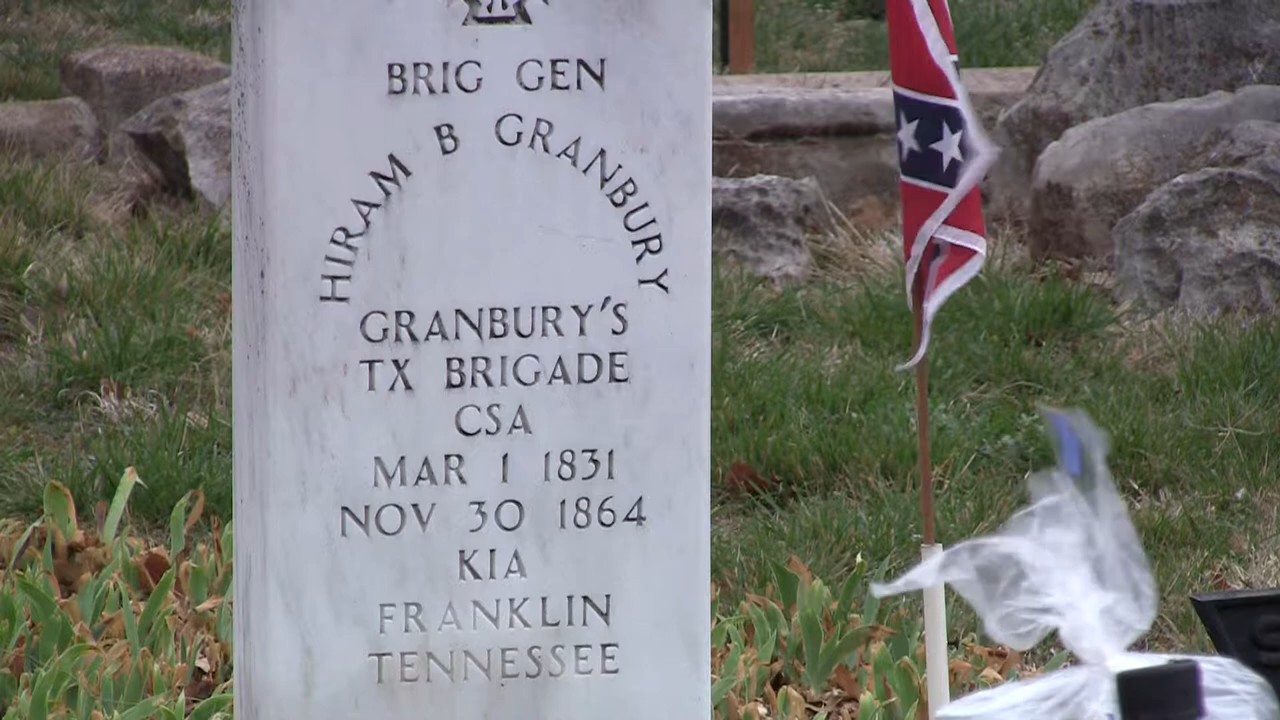 BRIG GEN
HIRAM B GRANBURY
GRANBURY'S
TX BRIGADE
CSA
MAR 1 1831
NOV 30 1864
KIA
FRANKLIN
TENNESSEE